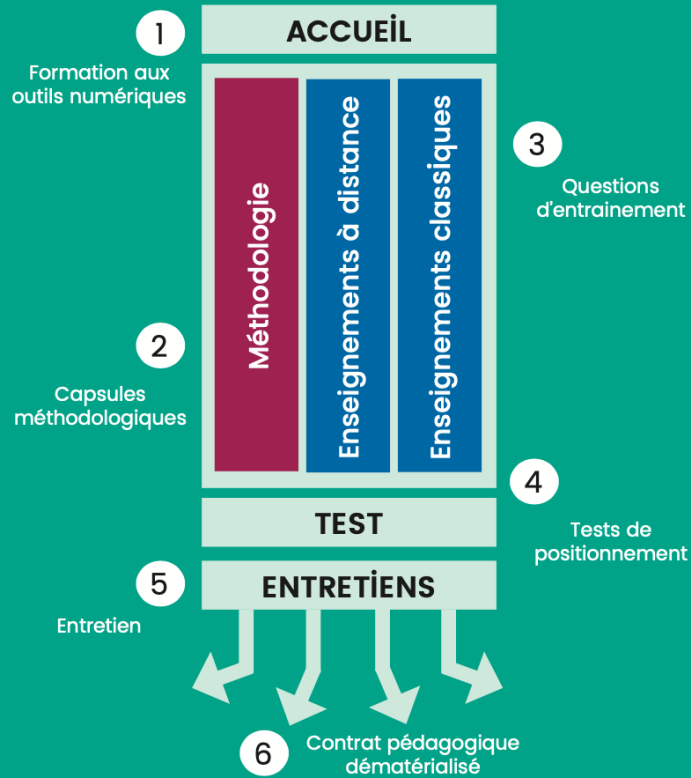 1
ACCUEİL
Formation aux
outils numériques
Méthodologie
Enseignements à distance
Enseignements classiques
3
Questions
d'entrainement
2
Capsules
méthodologiques
4
TEST
Tests de
positionnement
5
ENTRETİENS
Entretien
6
Contrat pédagogique
dématérialisé